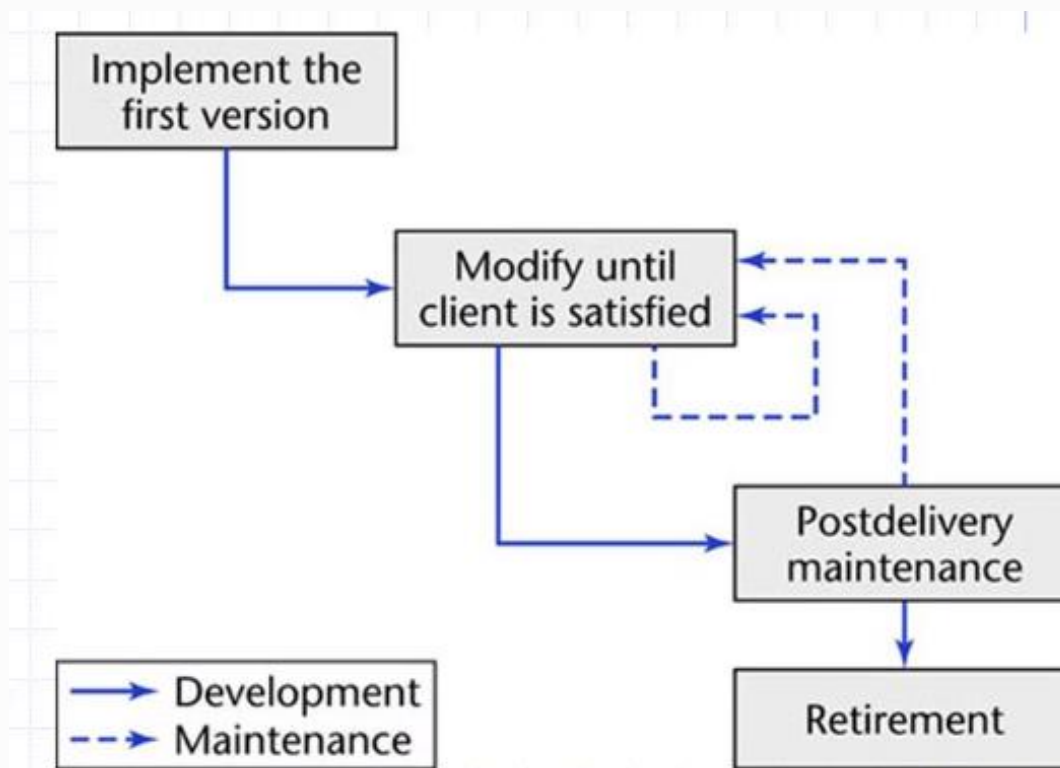 Implement the
first version
Modify until
client is satisfied
Postdelivery
maintenance
Retirement
Development
Maintenance